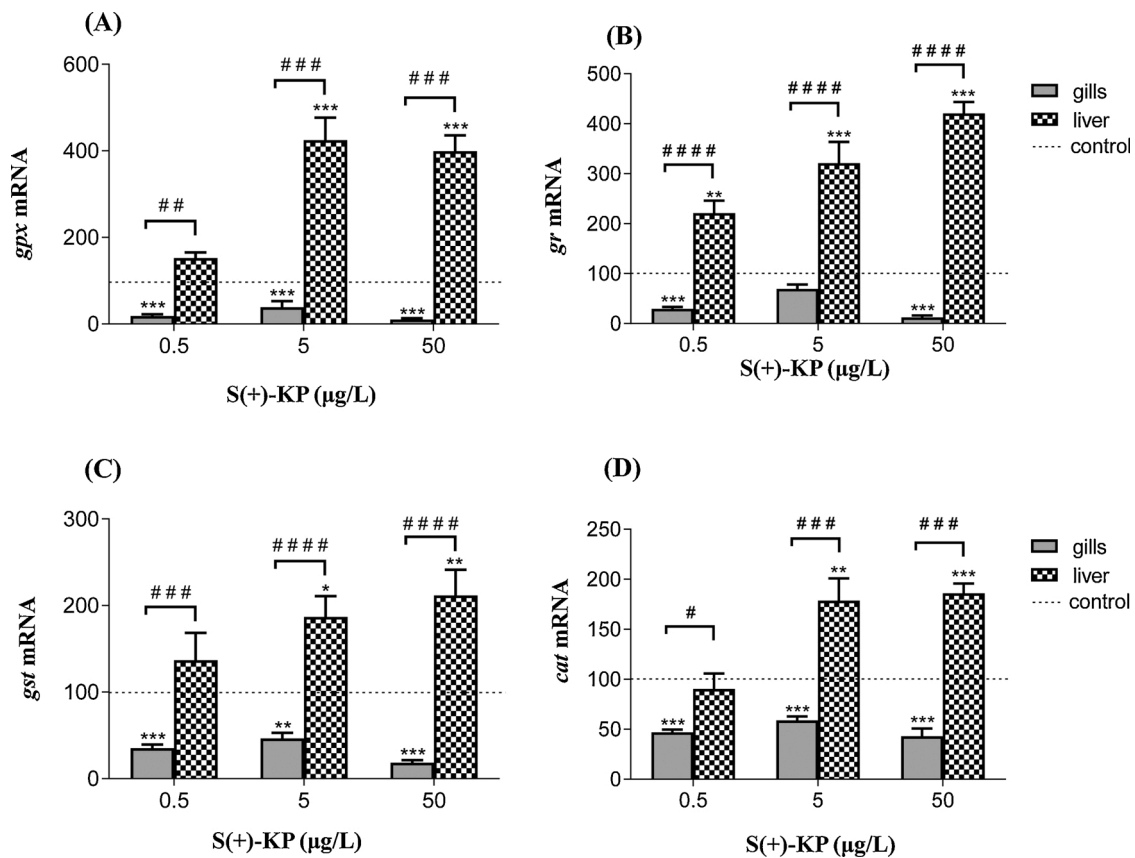 (A)
600
400
200
0
gpx mRNA
# #
# # #
# # #
***
***
***
***
***
0.5
5
50
S(+)-KP (µg/L)
(B)
500
400
300
200
100
0
gr mRNA
# # # #
# # # #
# # # #
***
**
***
***
***
0.5
5
50
S(+)-KP (µg/L)
gills
liver
control
(C)
300
200
100
0
gst mRNA
# # #
# # # #
# # # #
***
**
*
***
**
0.5
5
50
S(+)-KP (µg/L)
(D)
250
200
150
100
50
0
cat mRNA
#
# # #
# # #
***
***
**
***
***
0.5
5
50
S(+)-KP (µg/L)
gills
liver
control